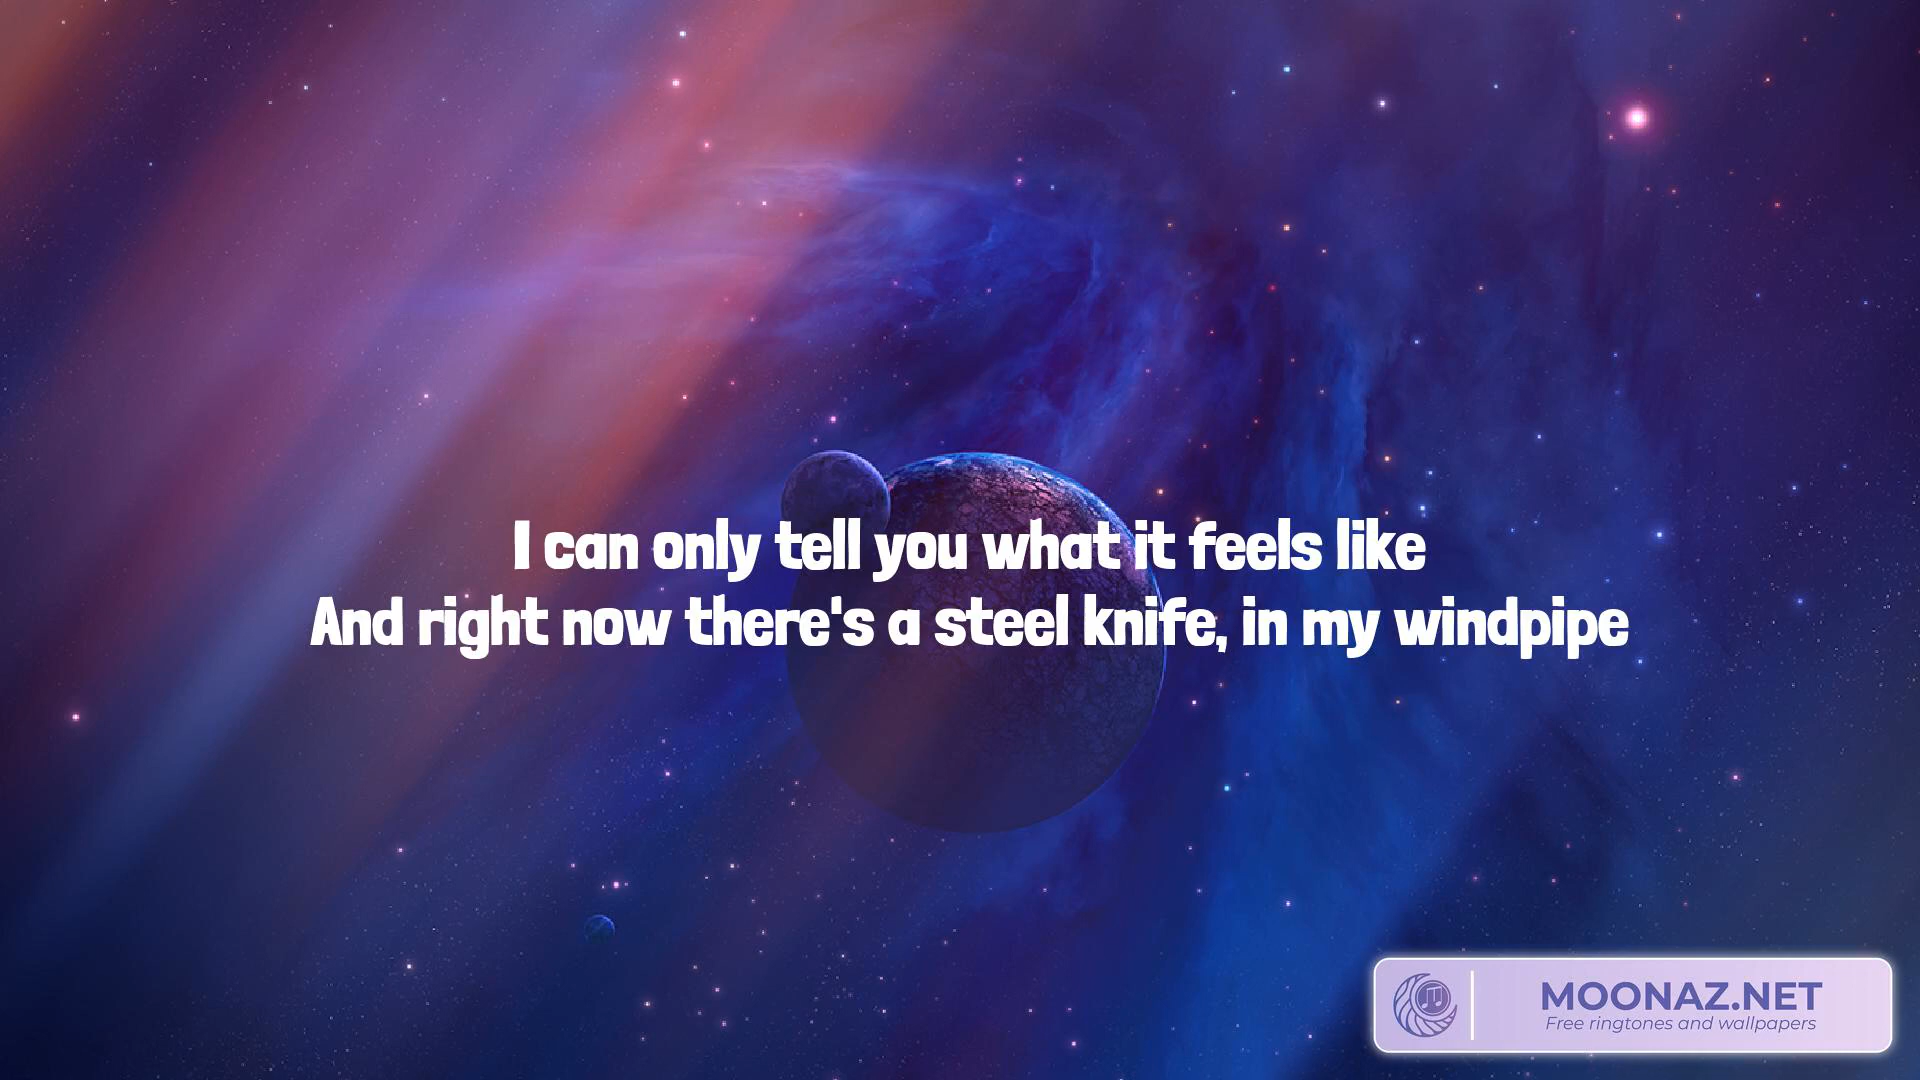 I can only tell you what it feels like
And right now there's a steel knife, in my windpipe
MOONAZ.NET
Free ringtones and wallpapers